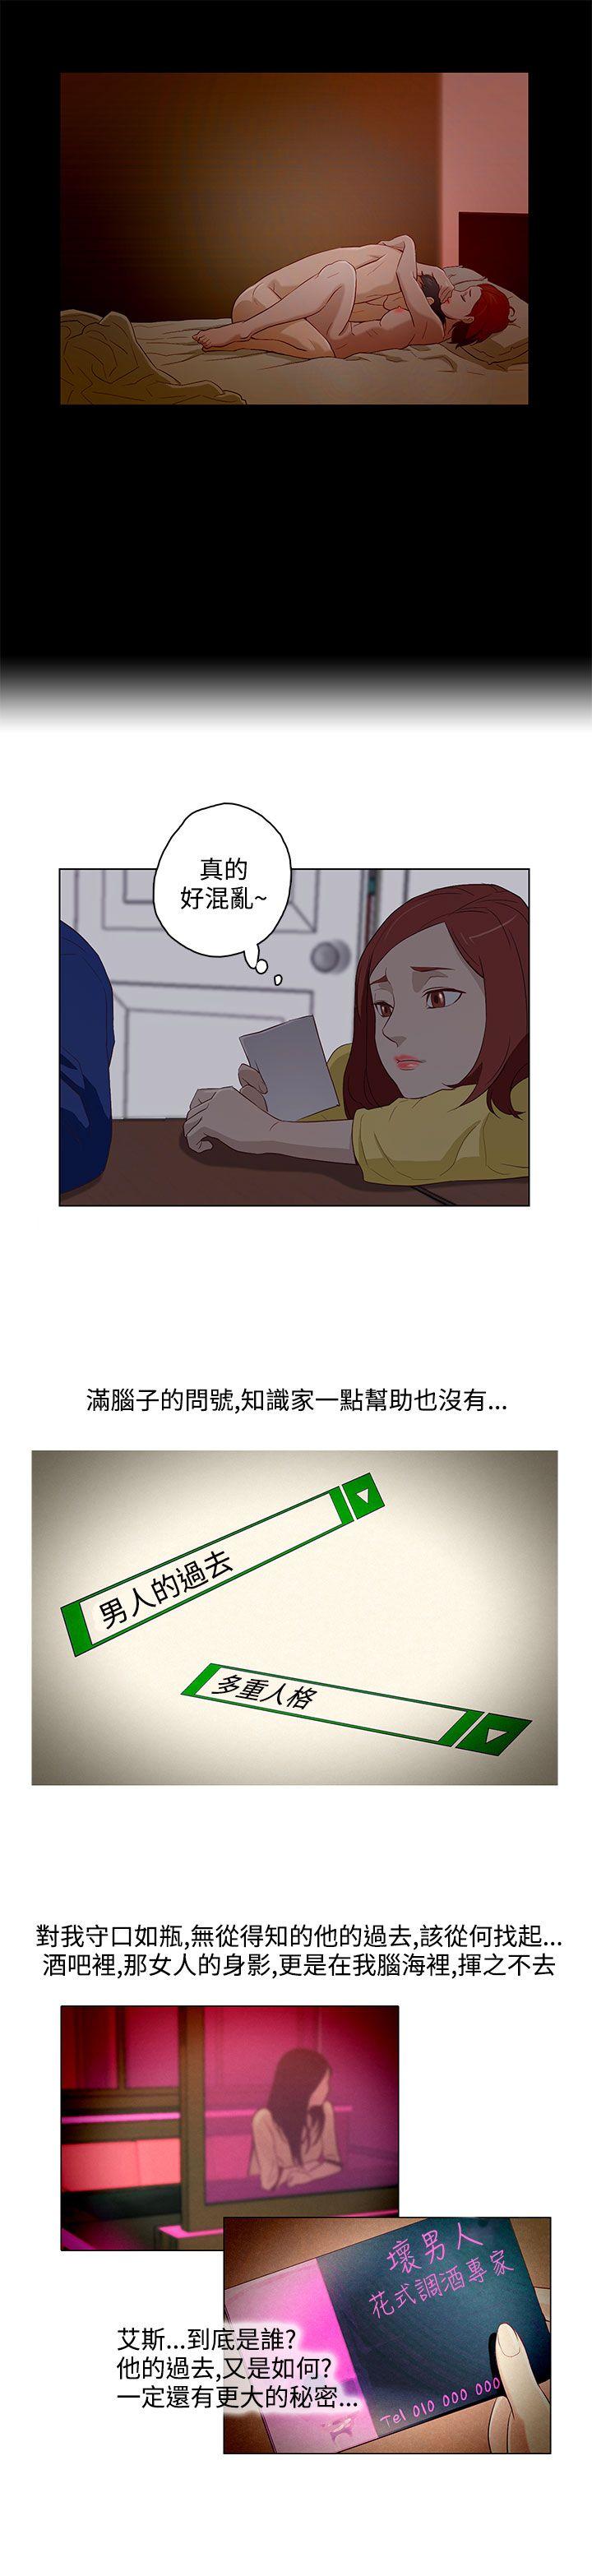 真的
好混亂~
滿腦子的問號,知識家一點幫助也沒有...
男人的過去
多重人格
對我守口如瓶,無從得知的他的過去,該從何找起...
酒吧裡,那女人的身影,更是在我腦海裡,揮之不去
壞男人
花式調酒專家
Tel 010 000 000
艾斯...到底是誰?
他的過去,又是如何?
一定還有更大的秘密...